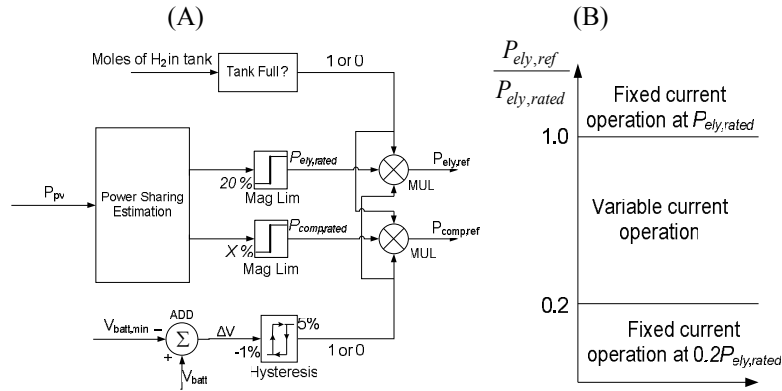 (A)
Moles of H2 in tank
Tank Full?
1 or 0
Ppv
Power Sharing
Estimation
20 %
Pely,rated
Mag Lim
MUL
Pely,ref
X %
Pcomp,rated
Mag Lim
MUL
Pcomp,ref
Vbatt,min
−
ADD
Σ
+
Vbatt
ΔV
-1%
5%
Hysteresis
1 or 0
(B)
Pely,ref
Pely,rated
Fixed current
operation at Pely,rated
1.0
Variable current
operation
0.2
Fixed current
operation at 0.2Pely,rated